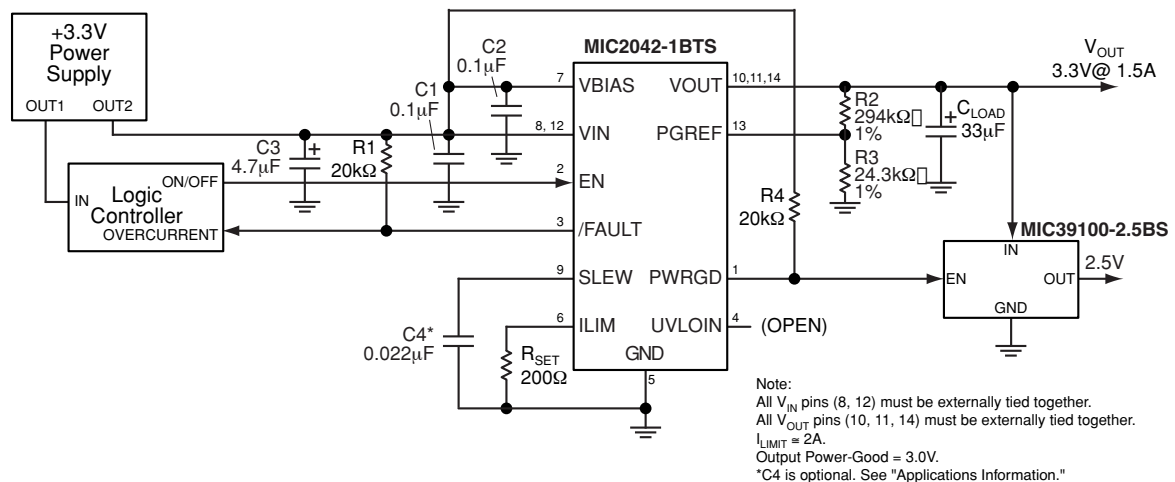 +3.3V
Power
Supply
OUT1
OUT2
MIC2042-1BTS
C2
0.1μF
C1
0.1μF
C3
4.7μF
+
R1
20kΩ
IN
ON/OFF
Logic
Controller
OVERCURRENT
7
VBIAS
8, 12
VIN
2
EN
3
/FAULT
9
SLEW
6
ILIM
VOUT
10,11,14
PGREF
13
PWRGD
1
UVLOIN
4
(OPEN)
GND
5
C4*
0.022μF
RSET
200Ω
R4
20kΩ
R2
294kΩ▯
1%
R3
24.3kΩ▯
1%
+
CLOAD
33μF
VOUT
3.3V@ 1.5A
MIC39100-2.5BS
IN
EN
OUT
GND
2.5V
Note:
All VIN pins (8, 12) must be externally tied together.
All VOUT pins (10, 11, 14) must be externally tied together.
ILIMIT ≅ 2A.
Output Power-Good = 3.0V.
*C4 is optional. See "Applications Information."